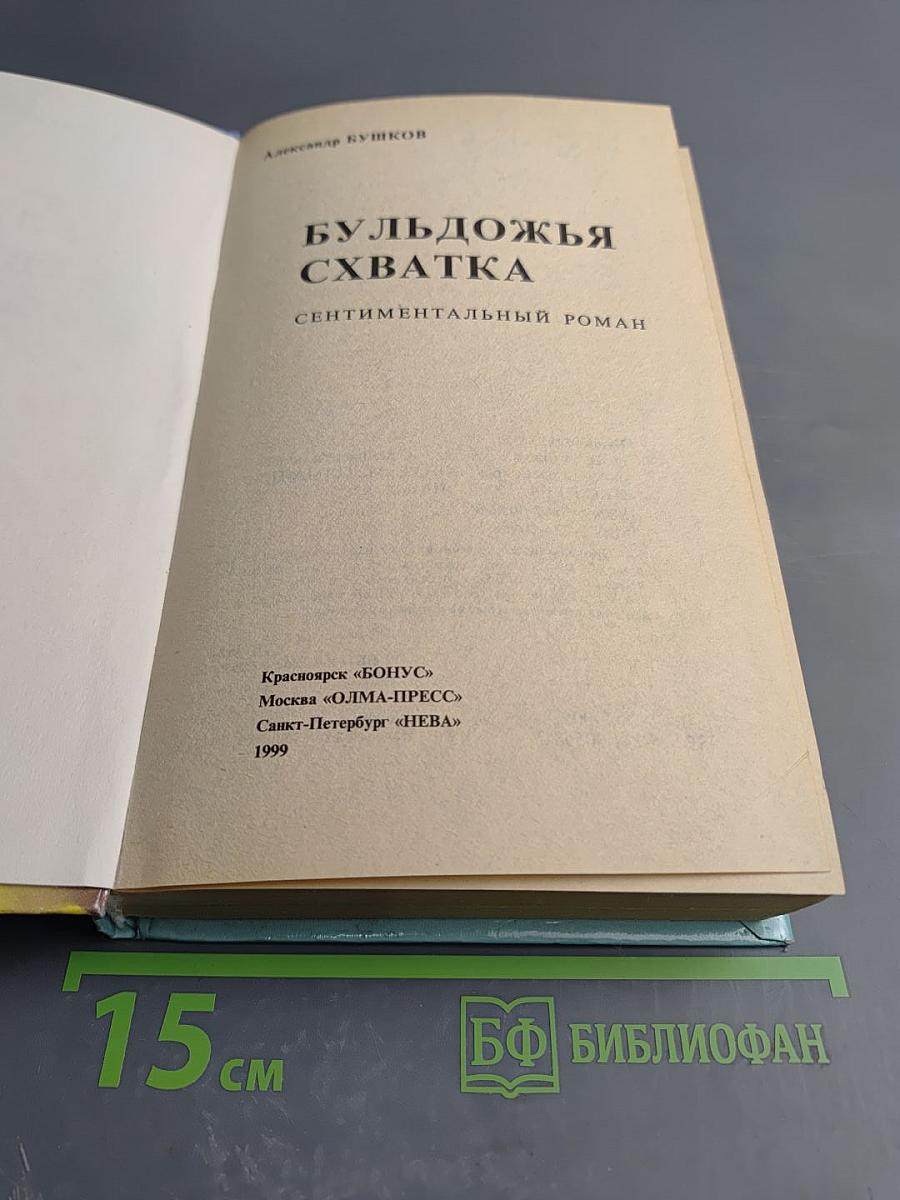 Александр БУШКОВ
БУЛЬДОЖЬЯ
СХВАТКА
СЕНТИМЕНТАЛЬНЫЙ РОМАН
Красноярск «БОНУС»
Москва «ОЛМА-ПРЕСС»
Санкт-Петербург «НЕВА»
1999
15 см
БФ БИБЛИОФАН